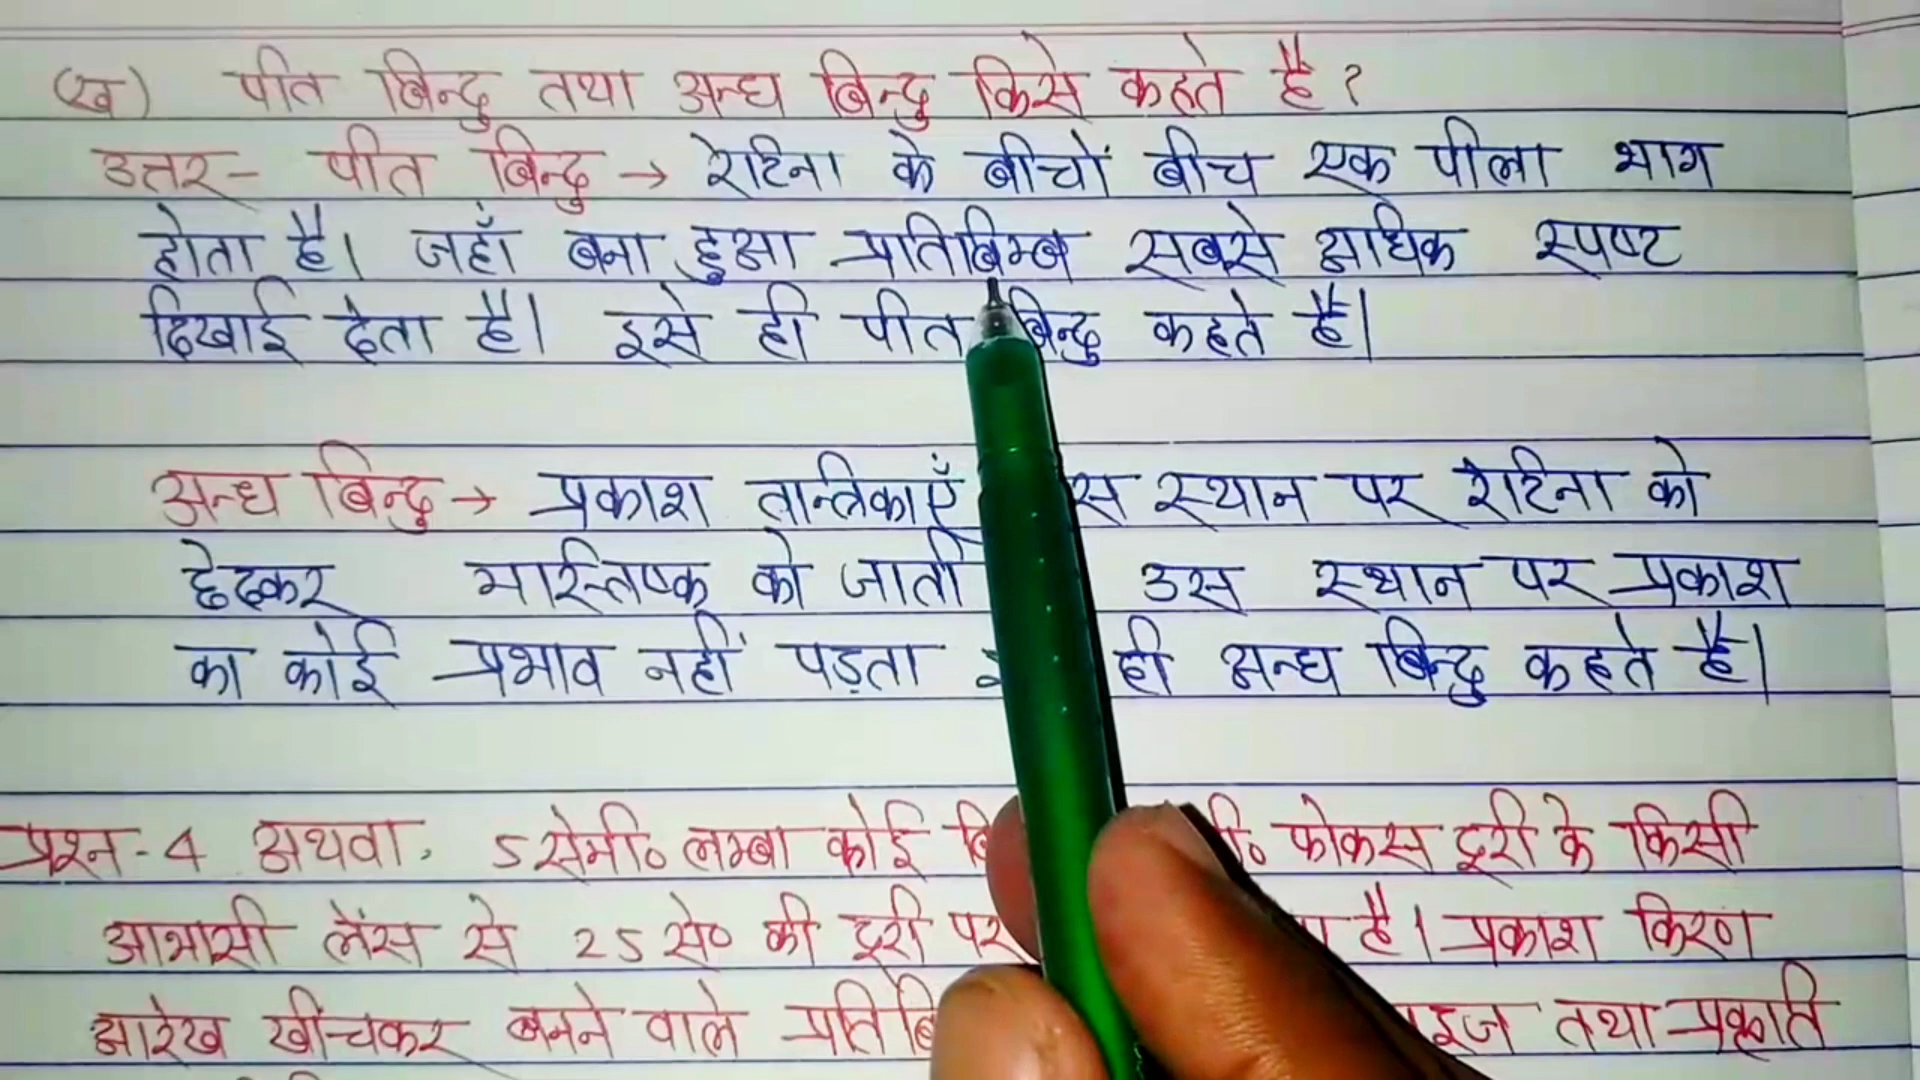 (ख) पीत बिन्दु तथा अन्ध बिन्दु किसे कहते है ?
उत्तर- पीत बिन्दु → रेटिना के बीचों बीच एक पीला भाग
होता है। जहाँ बना हुआ प्रतिबिम्ब सबसे अधिक स्पष्ट
दिखाई देता है। इसे ही पीत बिन्दु कहते हैं।
अन्ध बिन्दु → प्रकाश तान्त्रिकाएँ स्थान पर रेटिना को
छेदकर मस्तिष्क को जाती उस स्थान पर प्रकाश
का कोई प्रभाव नहीं पड़ता ही अन्ध बिन्दु कहते हैं।
प्रश्न-4 अथवा, 5 सेमी० लम्बा कोई फोकस दूरी के किसी
आभासी लेंस से 25 से० की दूरी पर है। प्रकाश किरण
आरेख खींचकर बनने वाले तथा प्रकृति